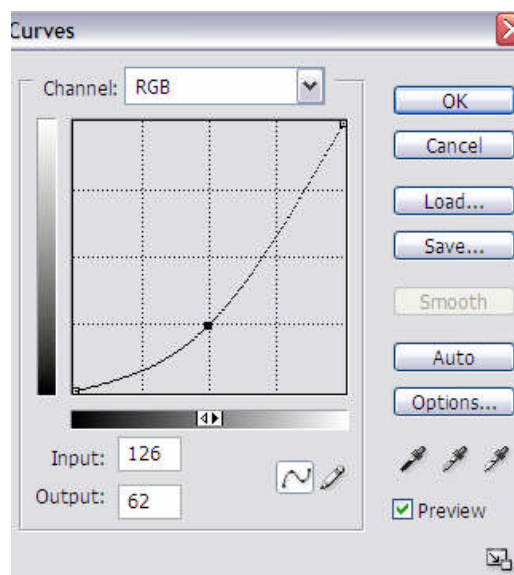 Curves
Channel: RGB
OK
Cancel
Load...
Save...
Smooth
Auto
Options...
Input: 126
Output: 62
Preview